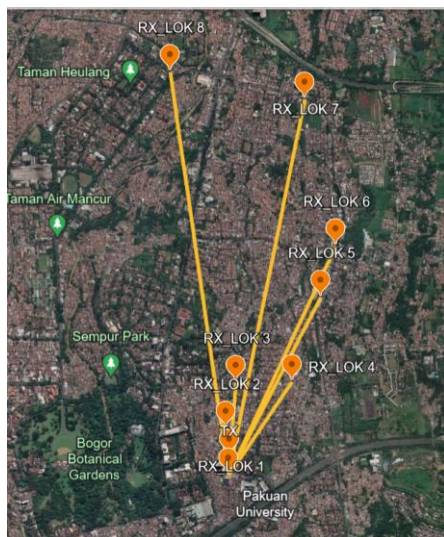 RX_LOK 8
Taman Heulang
RX_LOK 7
Taman Air Mancur
RX_LOK 6
RX_LOK 5
Sempur Park
RX_LOK 3
RX_LOK 4
RX_LOK 2
TX
Bogor
Botanical
Gardens
RX_LOK 1
Pakuan
University